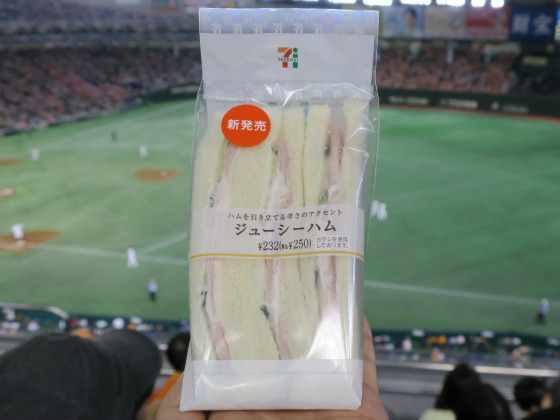 7i
新発売
ハムを引き立てる辛さのアクセント
ジューシーハム
¥232(税込¥250)
カラシを使用
しております。